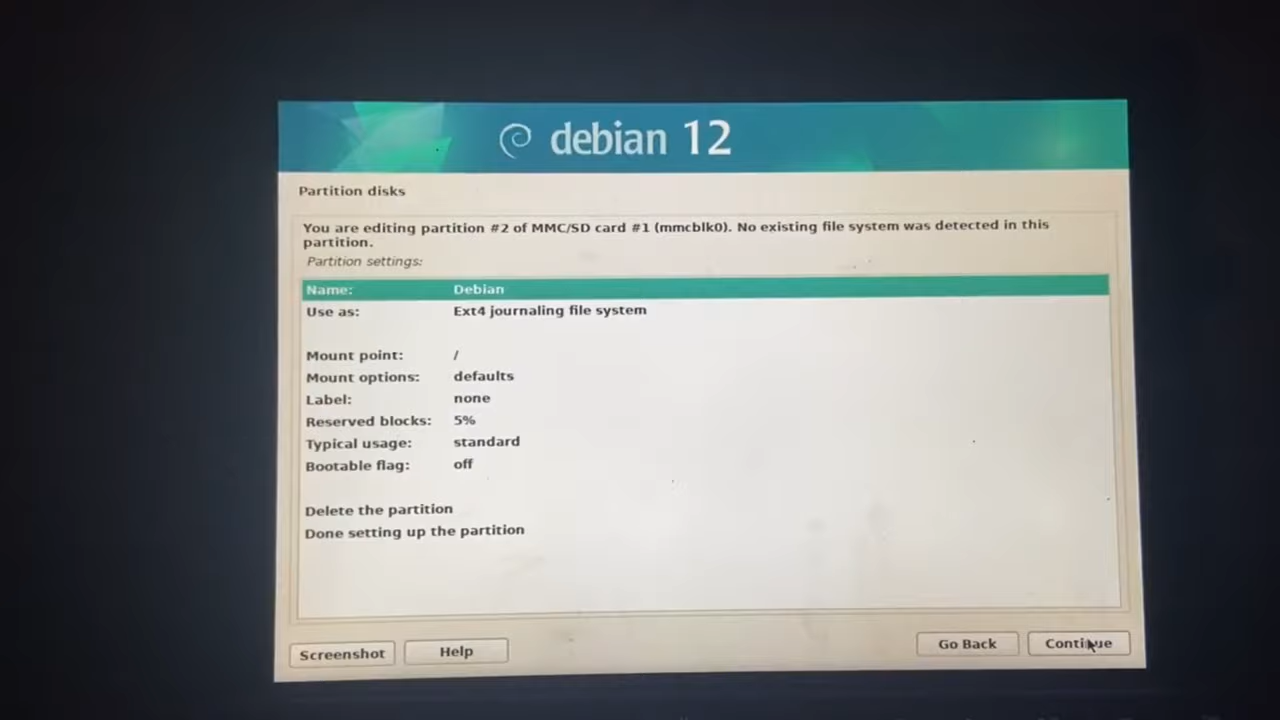 debian 12
Partition disks
You are editing partition #2 of MMC/SD card #1 (mmcblk0). No existing file system was detected in this
partition.
Partition settings:
Name: Debian
Use as: Ext4 journaling file system
Mount point: /
Mount options: defaults
Label: none
Reserved blocks: 5%
Typical usage: standard
Bootable flag: off
Delete the partition
Done setting up the partition
Screenshot Help Go Back Continue